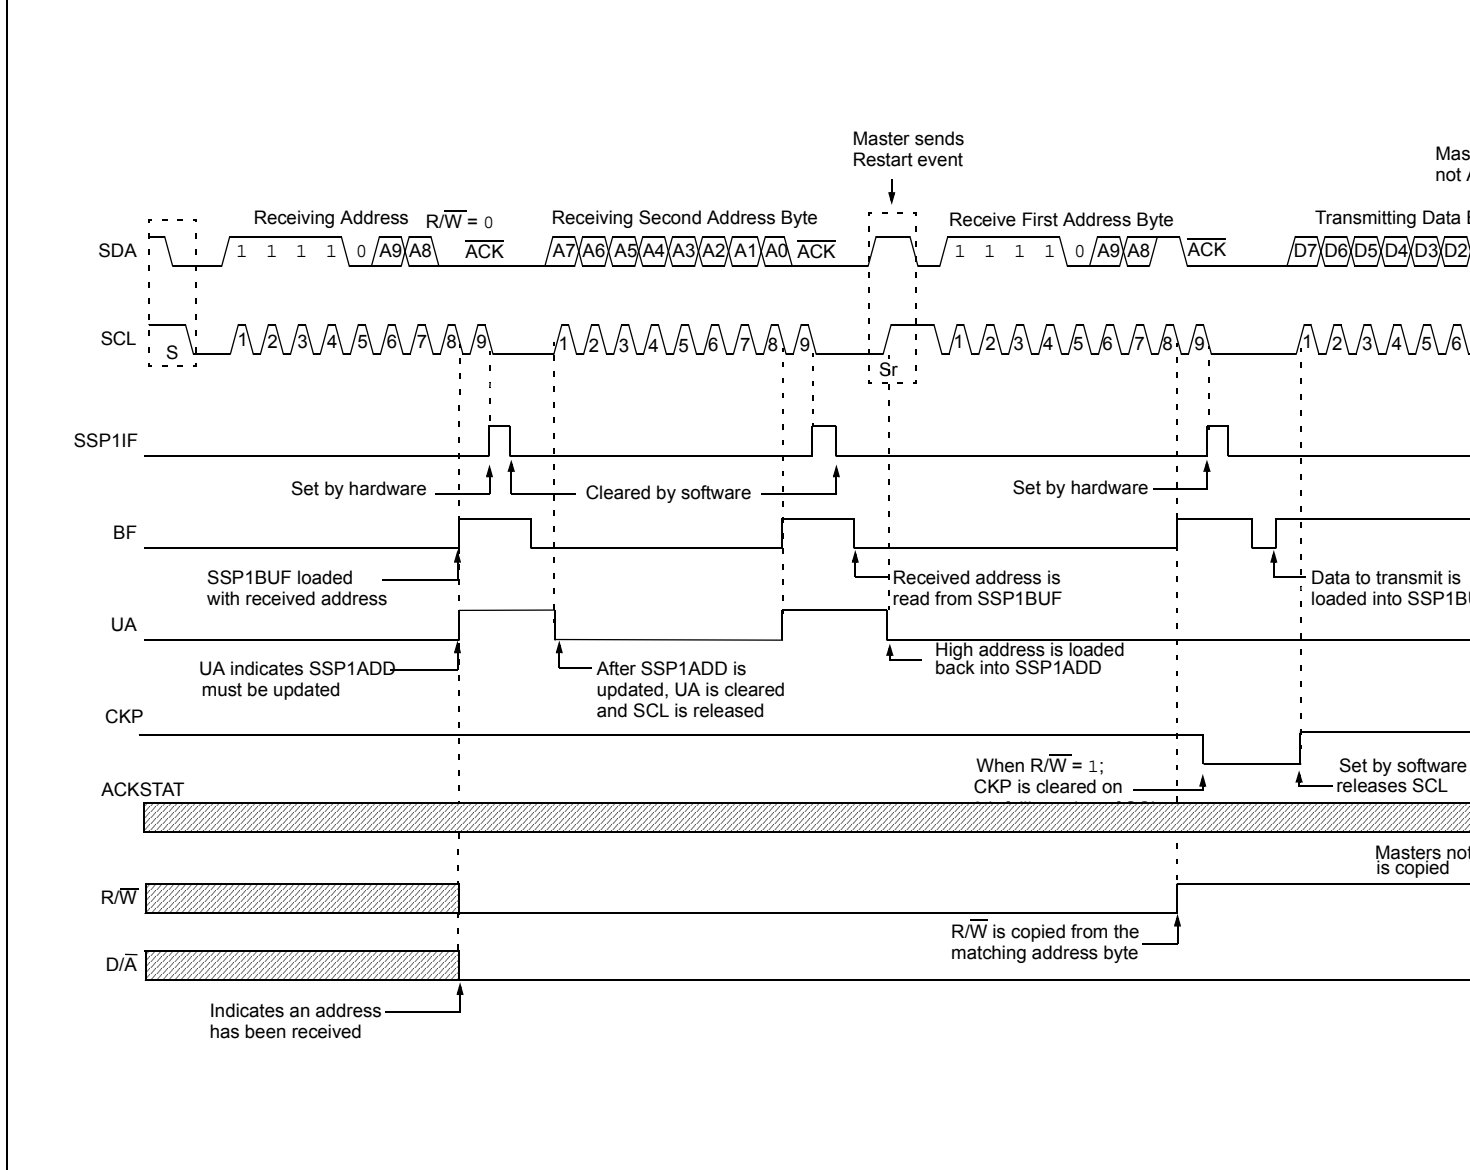 Master sends
Restart event
Mas
not A
Receiving Address R/W = 0
Receiving Second Address Byte
Receive First Address Byte
Transmitting Data B
SDA 1 1 1 1 0 A9 A8 ACK A7 A6 A5 A4 A3 A2 A1 A0 ACK 1 1 1 1 0 A9 A8 ACK D7 D6 D5 D4 D3 D2
SCL S 1 2 3 4 5 6 7 8 9 1 2 3 4 5 6 7 8 9 Sr 1 2 3 4 5 6 7 8 9 1 2 3 4 5 6
SSP1IF
Set by hardware
Cleared by software
Set by hardware
BF
SSP1BUF loaded
with received address
Received address is
read from SSP1BUF
Data to transmit is
loaded into SSP1BU
UA
UA indicates SSP1ADD
must be updated
After SSP1ADD is
updated, UA is cleared
and SCL is released
High address is loaded
back into SSP1ADD
CKP
When R/W = 1;
CKP is cleared on
Set by software
releases SCL
ACKSTAT
Masters not
is copied
R/W
R/W is copied from the
matching address byte
D/A
Indicates an address
has been received